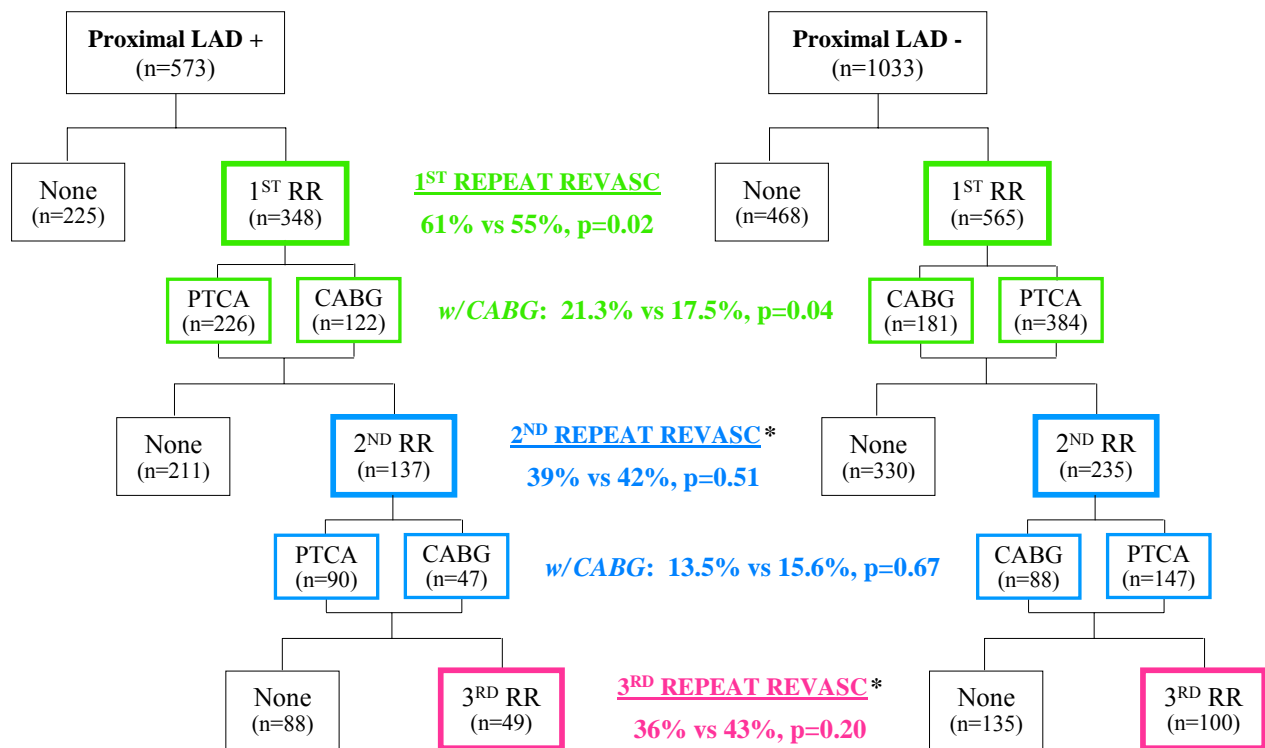 Proximal LAD +
(n=573)
Proximal LAD -
(n=1033)
None
(n=225)
1ST RR
(n=348)
1ST REPEAT REVASC
61% vs 55%, p=0.02
None
(n=468)
1ST RR
(n=565)
PTCA
(n=226)
CABG
(n=122)
w/CABG: 21.3% vs 17.5%, p=0.04
CABG
(n=181)
PTCA
(n=384)
None
(n=211)
2ND RR
(n=137)
2ND REPEAT REVASC*
39% vs 42%, p=0.51
None
(n=330)
2ND RR
(n=235)
PTCA
(n=90)
CABG
(n=47)
w/CABG: 13.5% vs 15.6%, p=0.67
CABG
(n=88)
PTCA
(n=147)
None
(n=88)
3RD RR
(n=49)
3RD REPEAT REVASC*
36% vs 43%, p=0.20
None
(n=135)
3RD RR
(n=100)